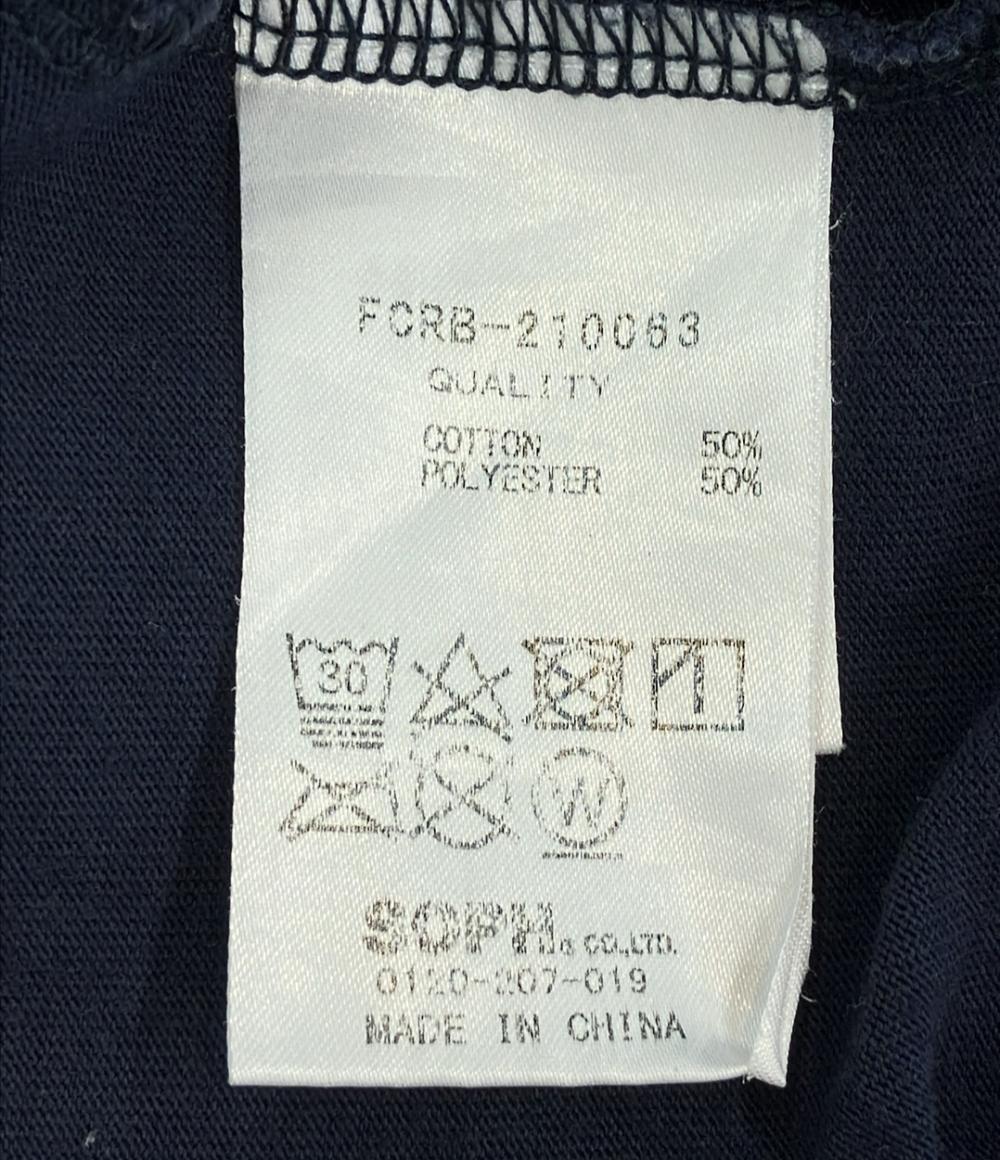 FCRB-210063
QUALITY
COTTON 50%
POLYESTER 50%
30
W
SOPH. CO.,LTD.
0120-207-019
MADE IN CHINA